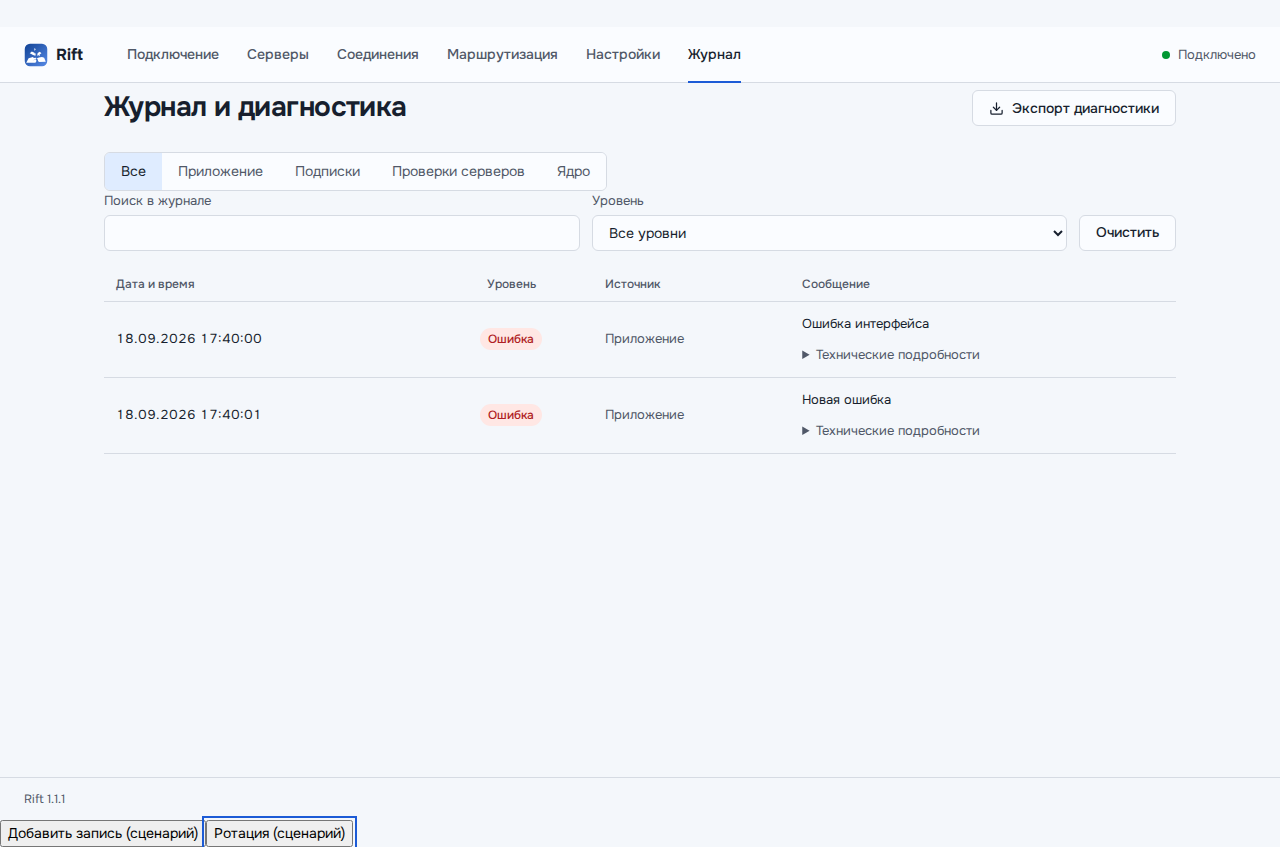 Rift Подключение Серверы Соединения Маршрутизация Настройки Журнал Подключено
Журнал и диагностика Экспорт диагностики
Все Приложение Подписки Проверки серверов Ядро
Поиск в журнале Уровень
Все уровни Очистить
Дата и время Уровень Источник Сообщение
18.09.2026 17:40:00 Ошибка Приложение Ошибка интерфейса
Технические подробности
18.09.2026 17:40:01 Ошибка Приложение Новая ошибка
Технические подробности
Rift 1.1.1
Добавить запись (сценарий) Ротация (сценарий)